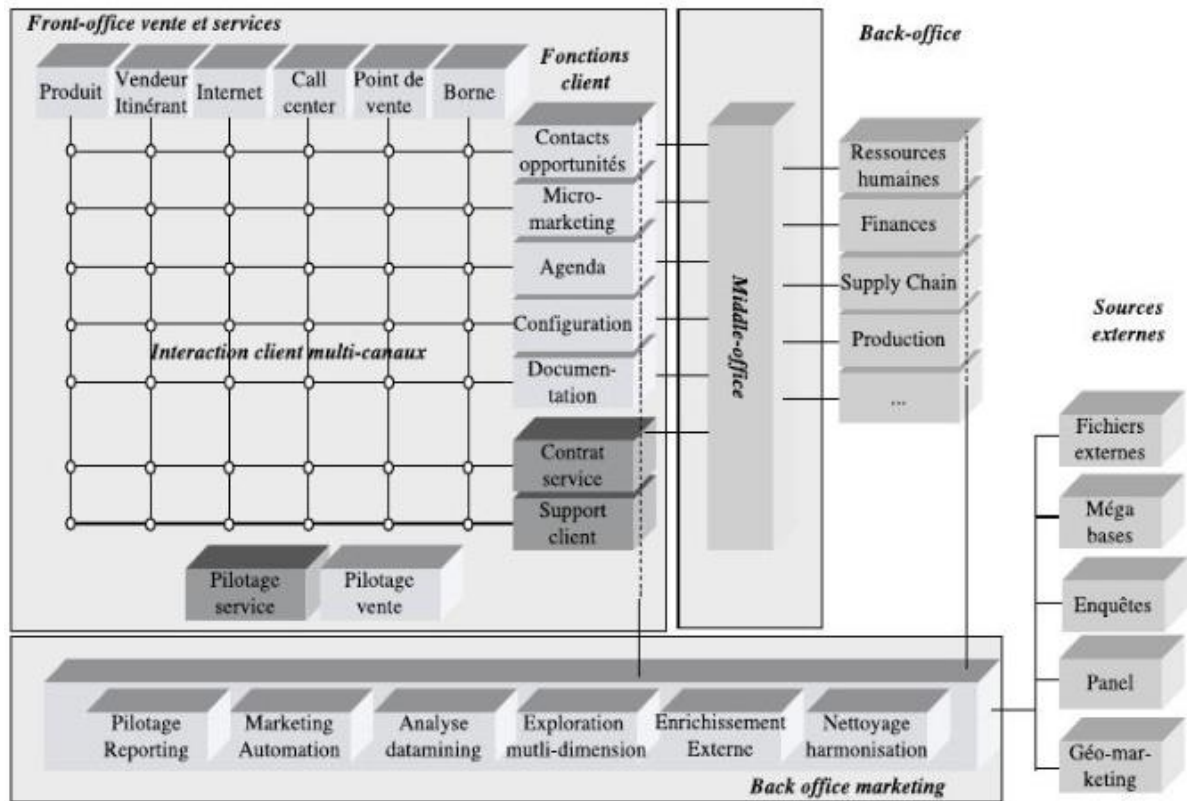 Front-office vente et services
Produit
Vendeur
Itinérant
Internet
Call
center
Point de
vente
Borne
Fonctions
client
Contacts
opportunités
Micro-
marketing
Agenda
Configuration
Documen-
tation
Contrat
service
Support
client
Interaction client multi-canaux
Pilotage
service
Pilotage
vente
Middle-office
Back-office
Ressources
humaines
Finances
Supply Chain
Production
...
Sources
externes
Fichiers
externes
Méga
bases
Enquêtes
Panel
Géo-mar-
keting
Pilotage
Reporting
Marketing
Automation
Analyse
datamining
Exploration
mutli-dimension
Enrichissement
Externe
Nettoyage
harmonisation
Back office marketing